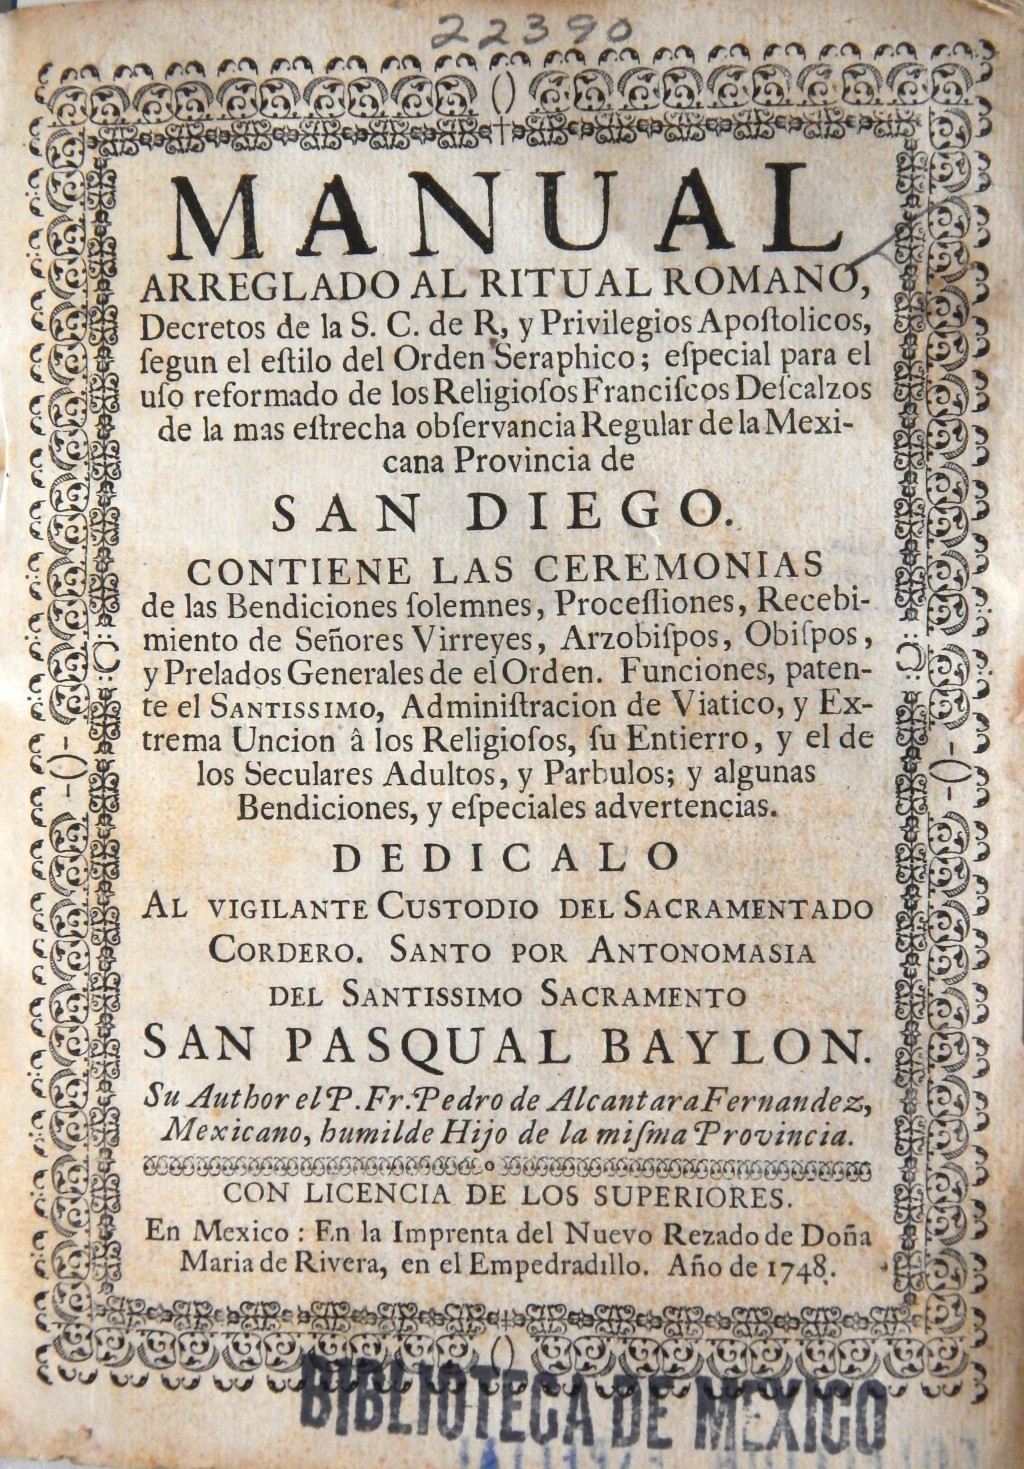 22390
MANUAL
ARREGLADO AL RITUAL ROMANO,
Decretos de la S. C. de R, y Privilegios Apoſtolicos,
ſegun el eſtilo del Orden Seraphico; eſpecial para el
uſo reformado de los Religioſos Franciſcos Deſcalzos
de la mas eſtrecha obſervancia Regular de la Mexi-
cana Provincia de
SAN DIEGO.
CONTIENE LAS CEREMONIAS
de las Bendiciones ſolemnes, Proceſſiones, Recebi-
miento de Señores Virreyes, Arzobiſpos, Obiſpos,
y Prelados Generales de el Orden. Funciones, paten-
te el SANTISSIMO, Adminiſtracion de Viatico, y Ex-
trema Uncion â los Religioſos, ſu Entierro, y el de
los Seculares Adultos, y Parbulos; y algunas
Bendiciones, y eſpeciales advertencias.
DEDICALO
AL VIGILANTE CUSTODIO DEL SACRAMENTADO
CORDERO. SANTO POR ANTONOMASIA
DEL SANTISSIMO SACRAMENTO
SAN PASQUAL BAYLON.
Su Author el P. Fr. Pedro de Alcantara Fernandez,
Mexicano, humilde Hijo de la miſma Provincia.
CON LICENCIA DE LOS SUPERIORES.
En Mexico: En la Imprenta del Nuevo Rezado de Doña
Maria de Rivera, en el Empedradillo. Año de 1748.
BIBLIOTECA DE MEXICO